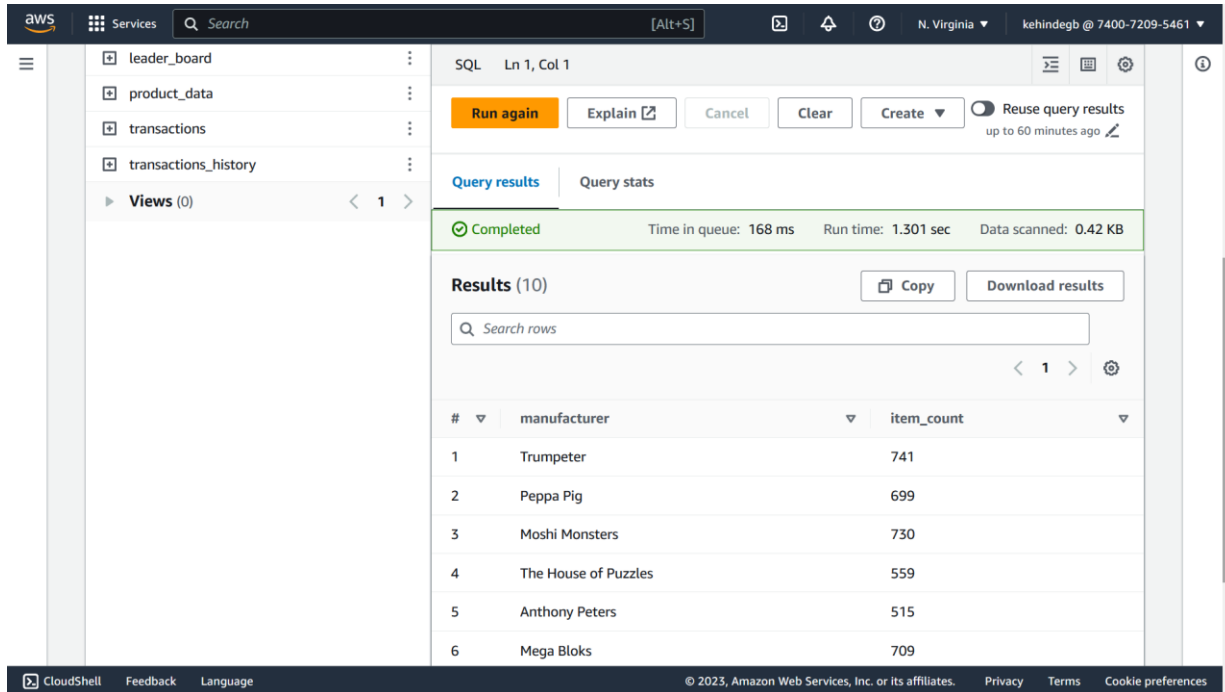 aws Services Search [Alt+S] N. Virginia kehindegb @ 7400-7209-5461
leader_board
product_data
transactions
transactions_history
Views (0) 1
SQL Ln 1, Col 1
Run again Explain Cancel Clear Create Reuse query results
up to 60 minutes ago
Query results Query stats
Completed Time in queue: 168 ms Run time: 1.301 sec Data scanned: 0.42 KB
Results (10) Copy Download results
Search rows
1
# manufacturer item_count
1 Trumpeter 741
2 Peppa Pig 699
3 Moshi Monsters 730
4 The House of Puzzles 559
5 Anthony Peters 515
6 Mega Bloks 709
CloudShell Feedback Language © 2023, Amazon Web Services, Inc. or its affiliates. Privacy Terms Cookie preferences